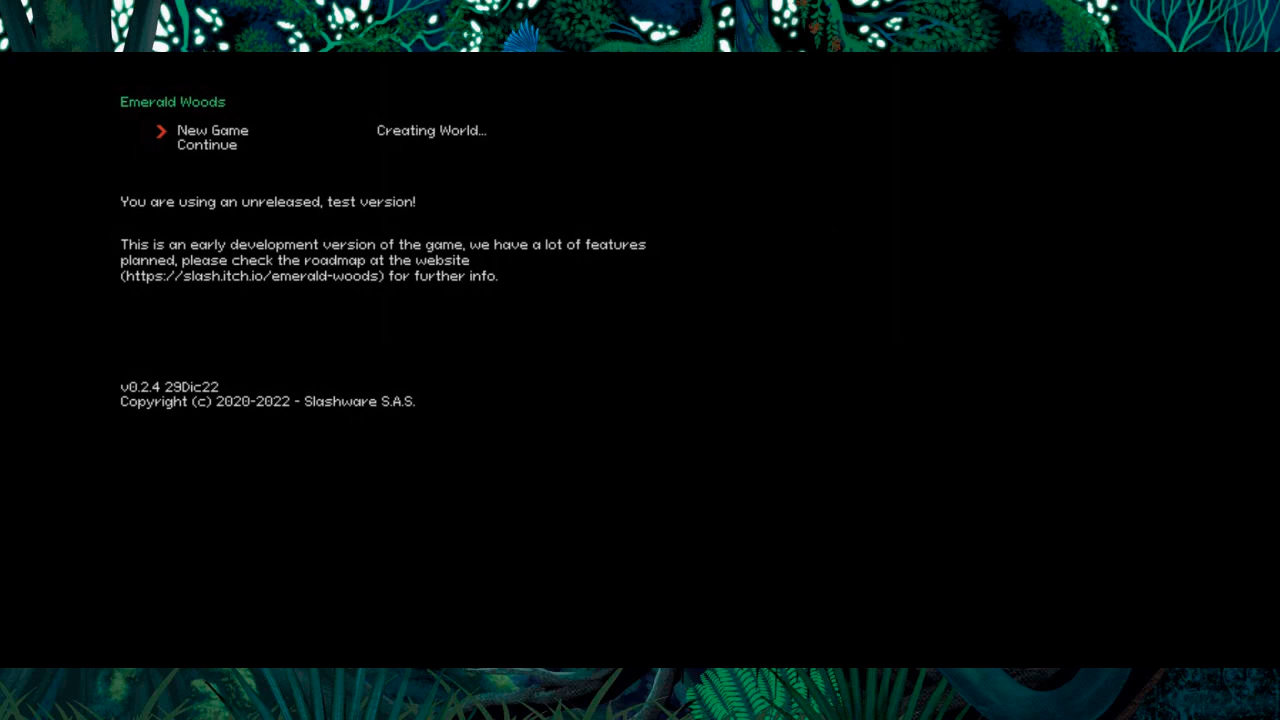 Emerald Woods
New Game
Creating World...
Continue
You are using an unreleased, test version!
This is an early development version of the game, we have a lot of features
planned, please check the roadmap at the website
(https://slash.itch.io/emerald-woods) for further info.
v0.2.4 29Dic22
Copyright (c) 2020-2022 - Slashware S.A.S.